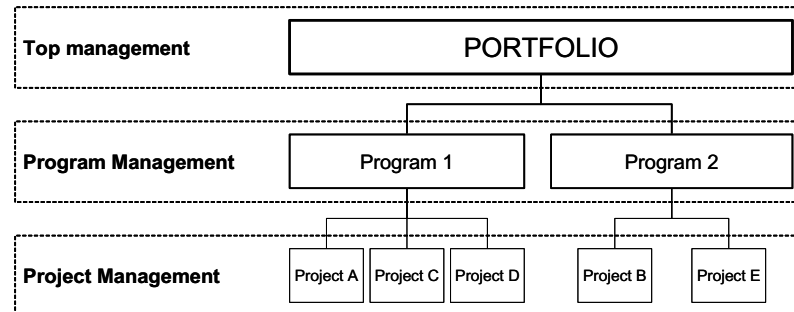 Top management
PORTFOLIO
Program Management
Program 1
Program 2
Project Management
Project A
Project C
Project D
Project B
Project E